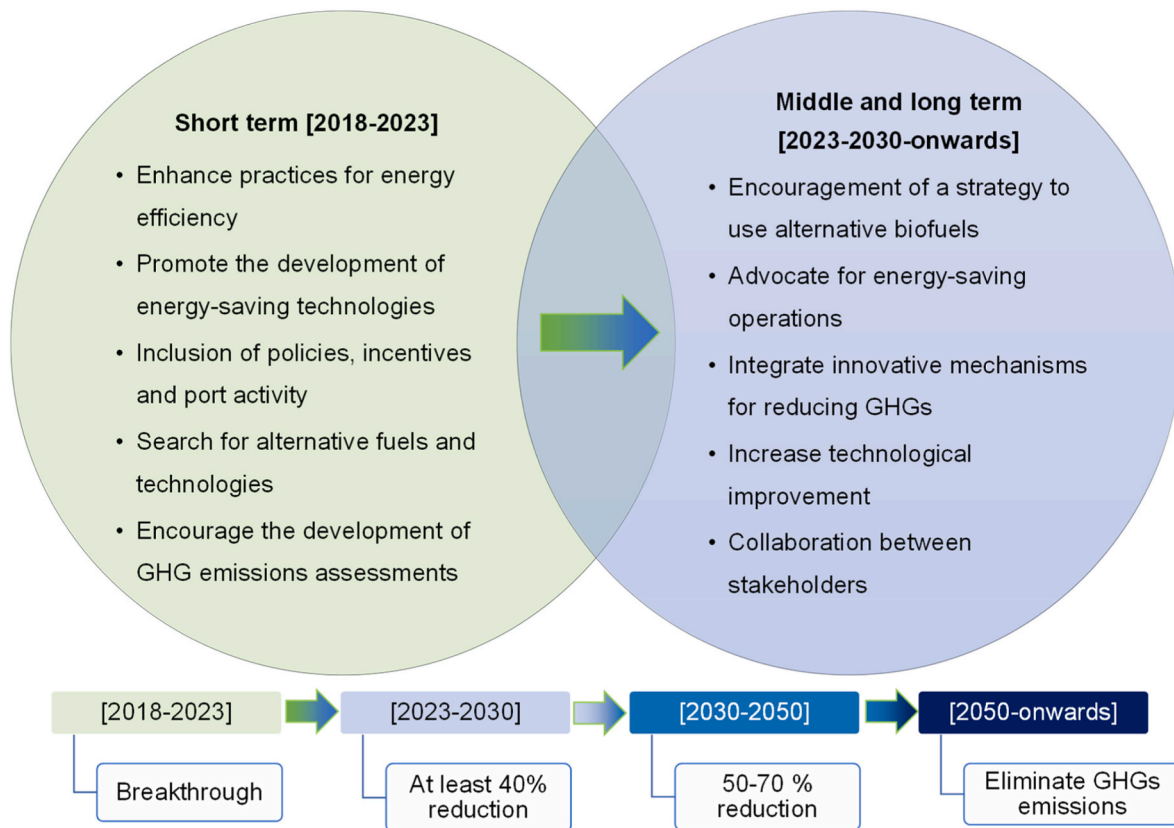 Short term [2018-2023]
• Enhance practices for energy
efficiency
• Promote the development of
energy-saving technologies
• Inclusion of policies, incentives
and port activity
• Search for alternative fuels and
technologies
• Encourage the development of
GHG emissions assessments
Middle and long term
[2023-2030-onwards]
• Encouragement of a strategy to
use alternative biofuels
• Advocate for energy-saving
operations
• Integrate innovative mechanisms
for reducing GHGs
• Increase technological
improvement
• Collaboration between
stakeholders
[2018-2023]
[2023-2030]
[2030-2050]
[2050-onwards]
Breakthrough
At least 40%
reduction
50-70 %
reduction
Eliminate GHGs
emissions